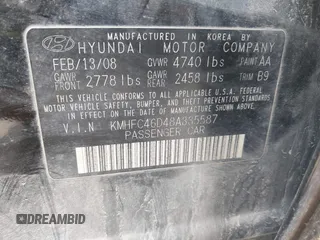 MANUFACTURED IN KOREA BY
HYUNDAI MOTOR COMPANY
FEB/13/08 GVWR 4740 lbs PAINT AA
GAWR FRONT 2778 lbs GAWR REAR 2458 lbs TRIM B9
THIS VEHICLE CONFORMS TO ALL APPLICABLE U.S. FEDERAL
MOTOR VEHICLE SAFETY, BUMPER, AND THEFT PREVENTION
STANDARDS IN EFFECT ON THE DATE OF
MANUFACTURE SHOWN ABOVE.
V.I.N. KMHFC46D48A335587
PASSENGER CAR
DREAMBID